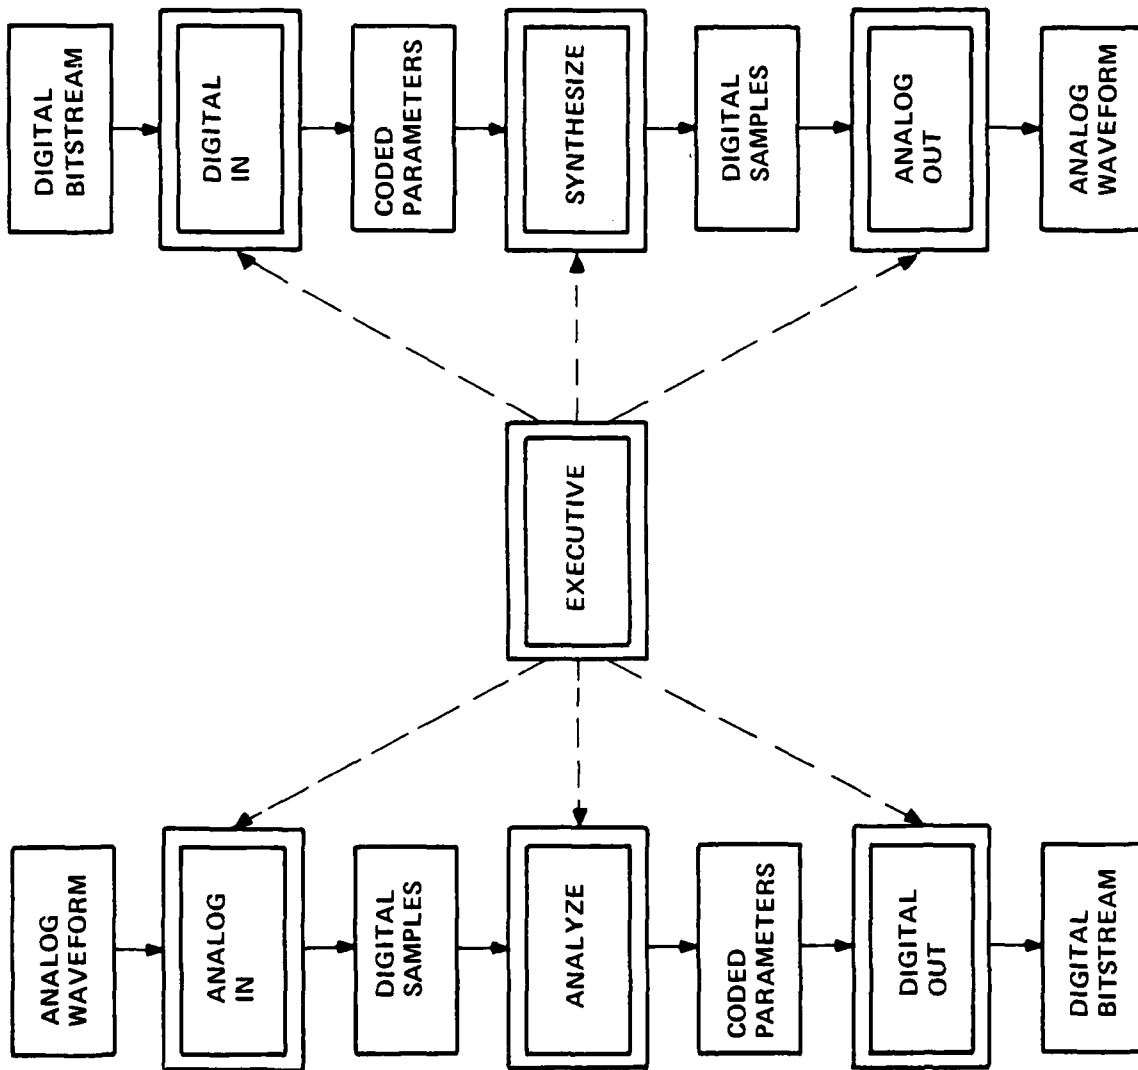 ANALOG
WAVEFORM
ANALOG
IN
DIGITAL
SAMPLES
ANALYZE
CODED
PARAMETERS
DIGITAL
OUT
DIGITAL
BITSTREAM
EXECUTIVE
DIGITAL
BITSTREAM
DIGITAL
IN
CODED
PARAMETERS
SYNTHESIZE
DIGITAL
SAMPLES
ANALOG
OUT
ANALOG
WAVEFORM